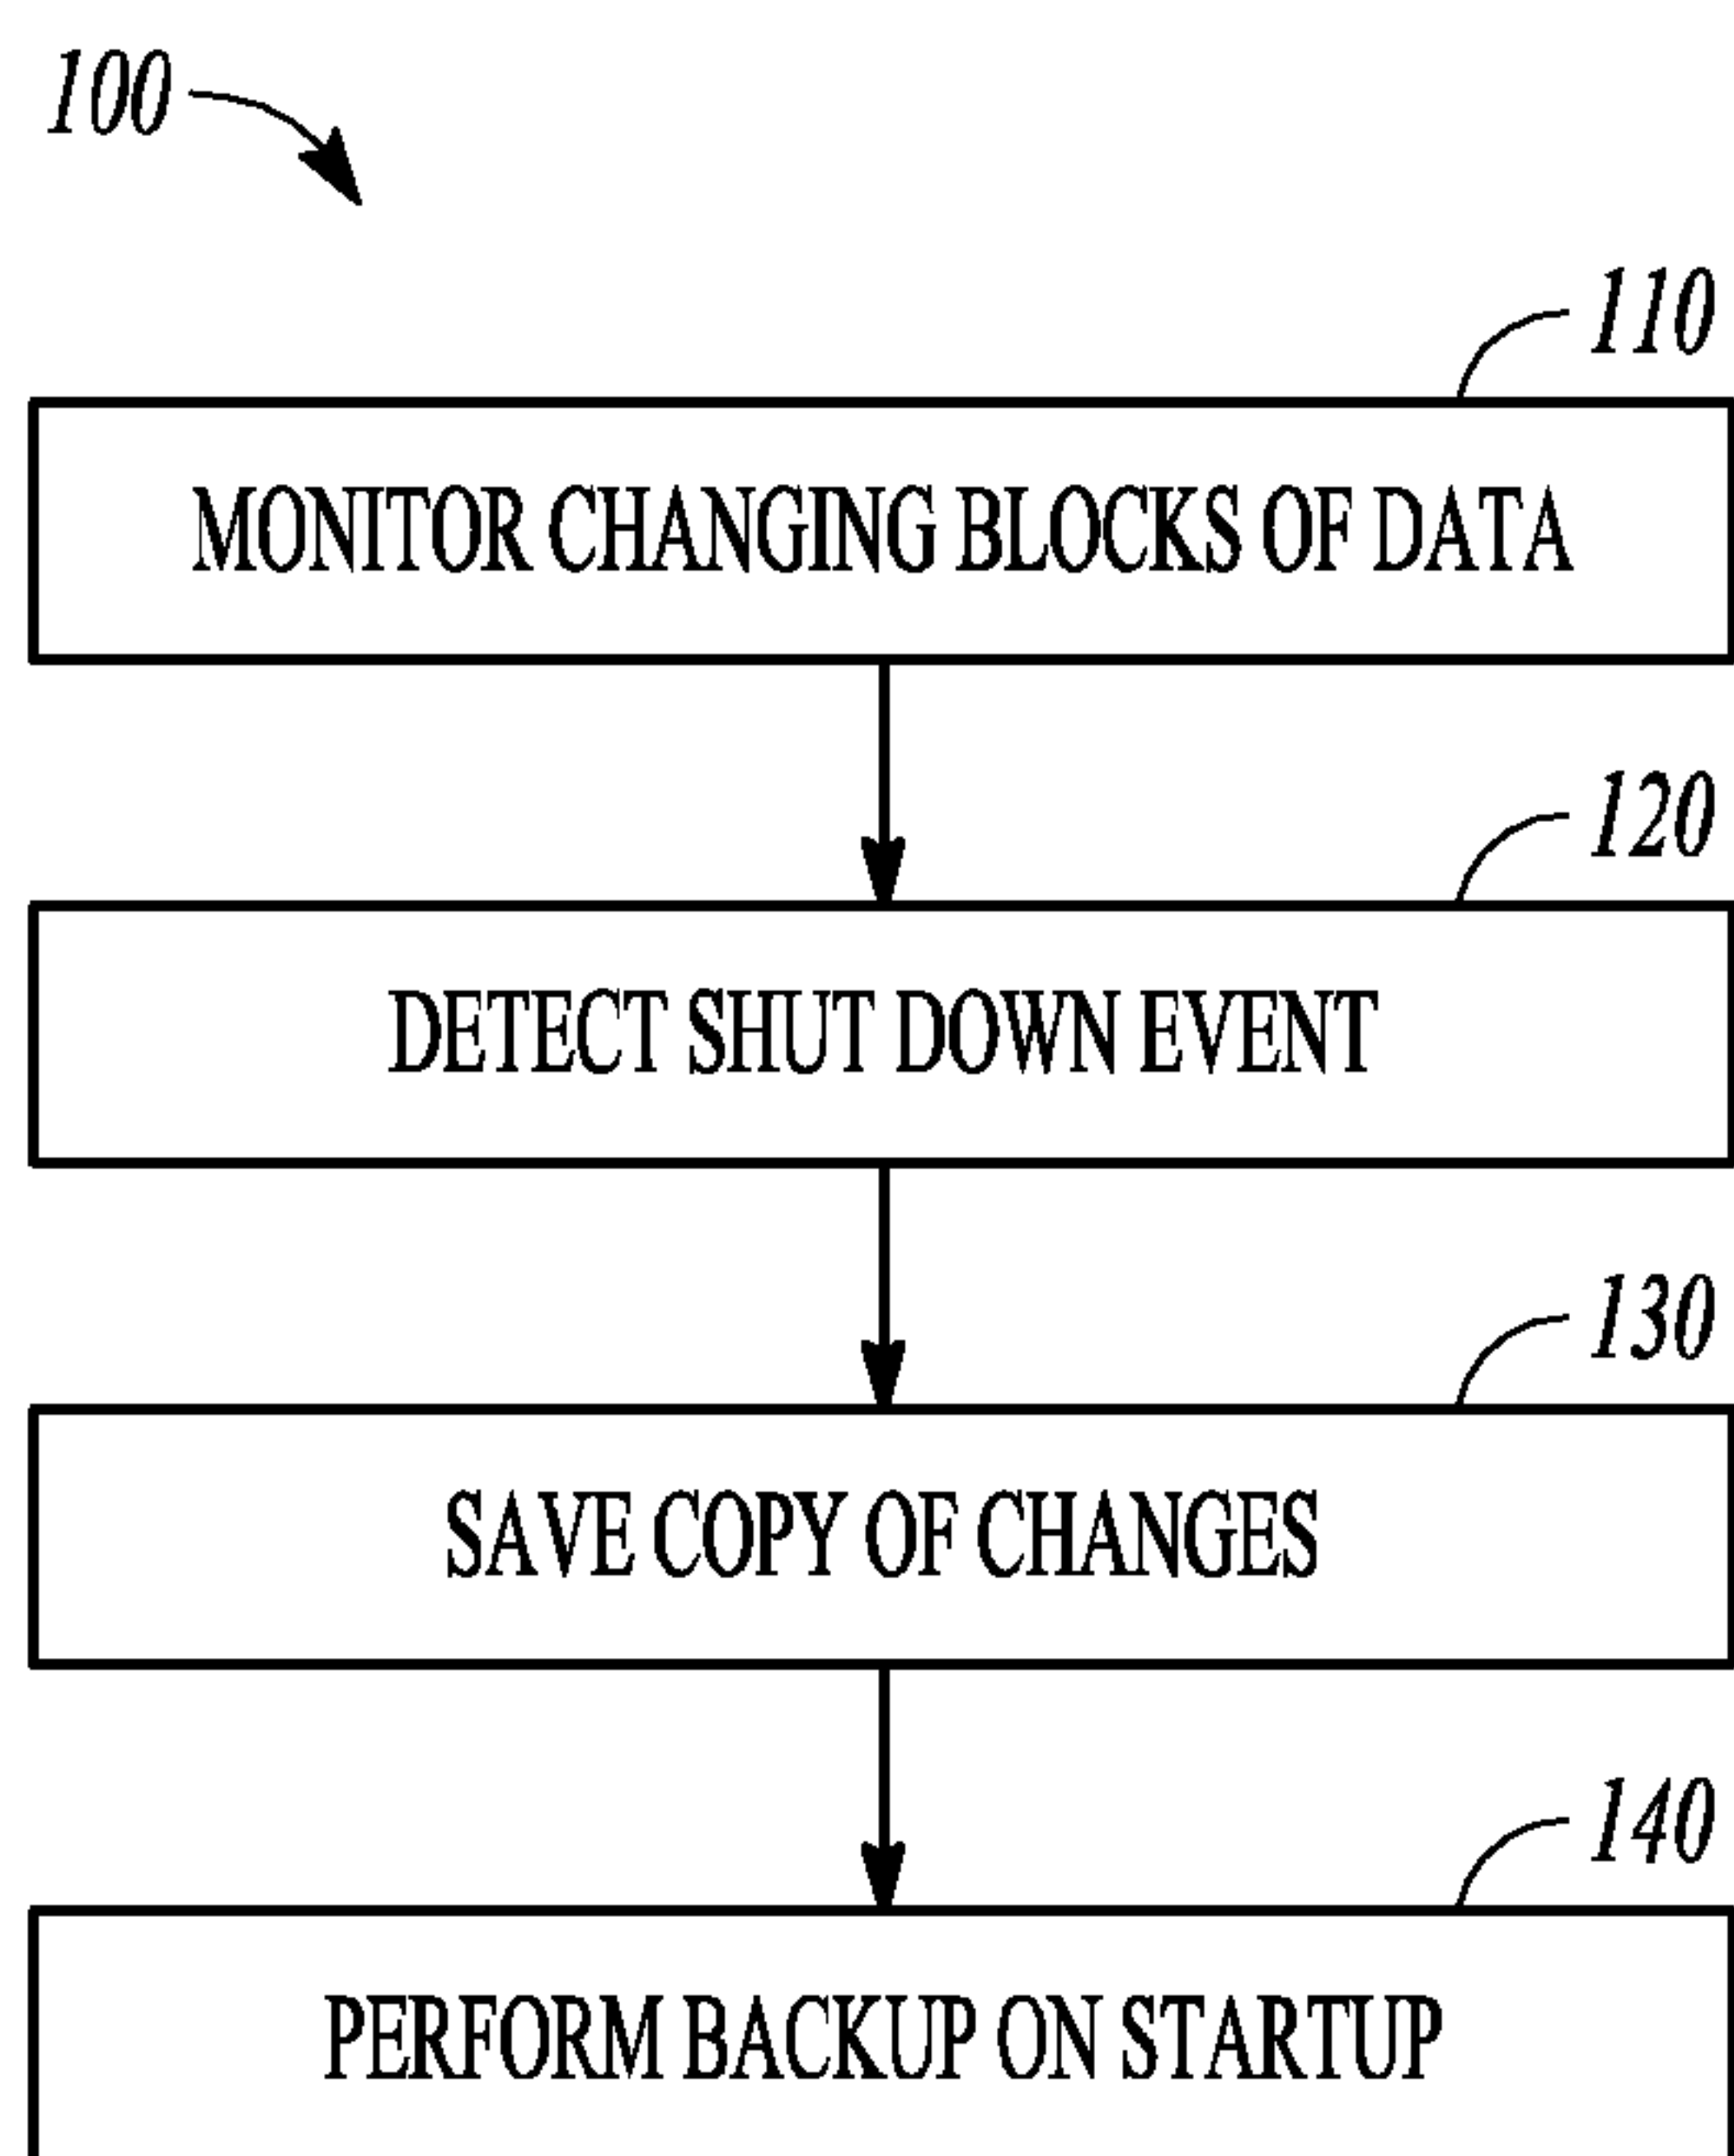 100
110
MONITOR CHANGING BLOCKS OF DATA
120
DETECT SHUT DOWN EVENT
130
SAVE COPY OF CHANGES
140
PERFORM BACKUP ON STARTUP